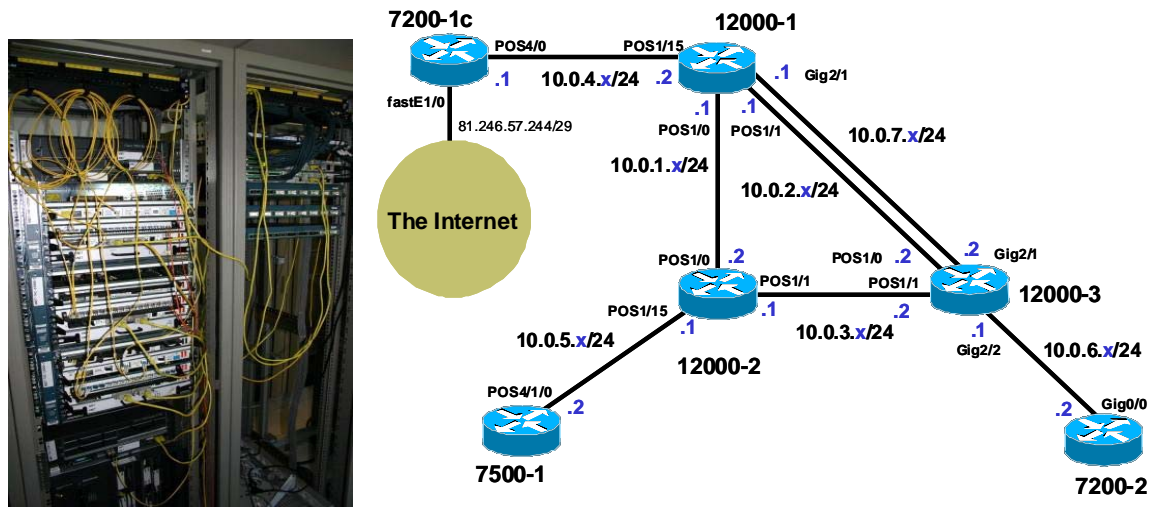 7200-1c
12000-1
POS4/0
POS1/15
.1
10.0.4.x/24
.2
.1
Gig2/1
fastE1/0
.1
.1
81.246.57.244/29
POS1/0
POS1/1
10.0.7.x/24
10.0.1.x/24
10.0.2.x/24
The Internet
POS1/0
.2
POS1/0
.2
.2
Gig2/1
POS1/1
POS1/1
12000-3
POS1/15
.1
.1
10.0.3.x/24
.2
.1
10.0.5.x/24
Gig2/2
10.0.6.x/24
12000-2
POS4/1/0
.2
.2
Gig0/0
7500-1
7200-2